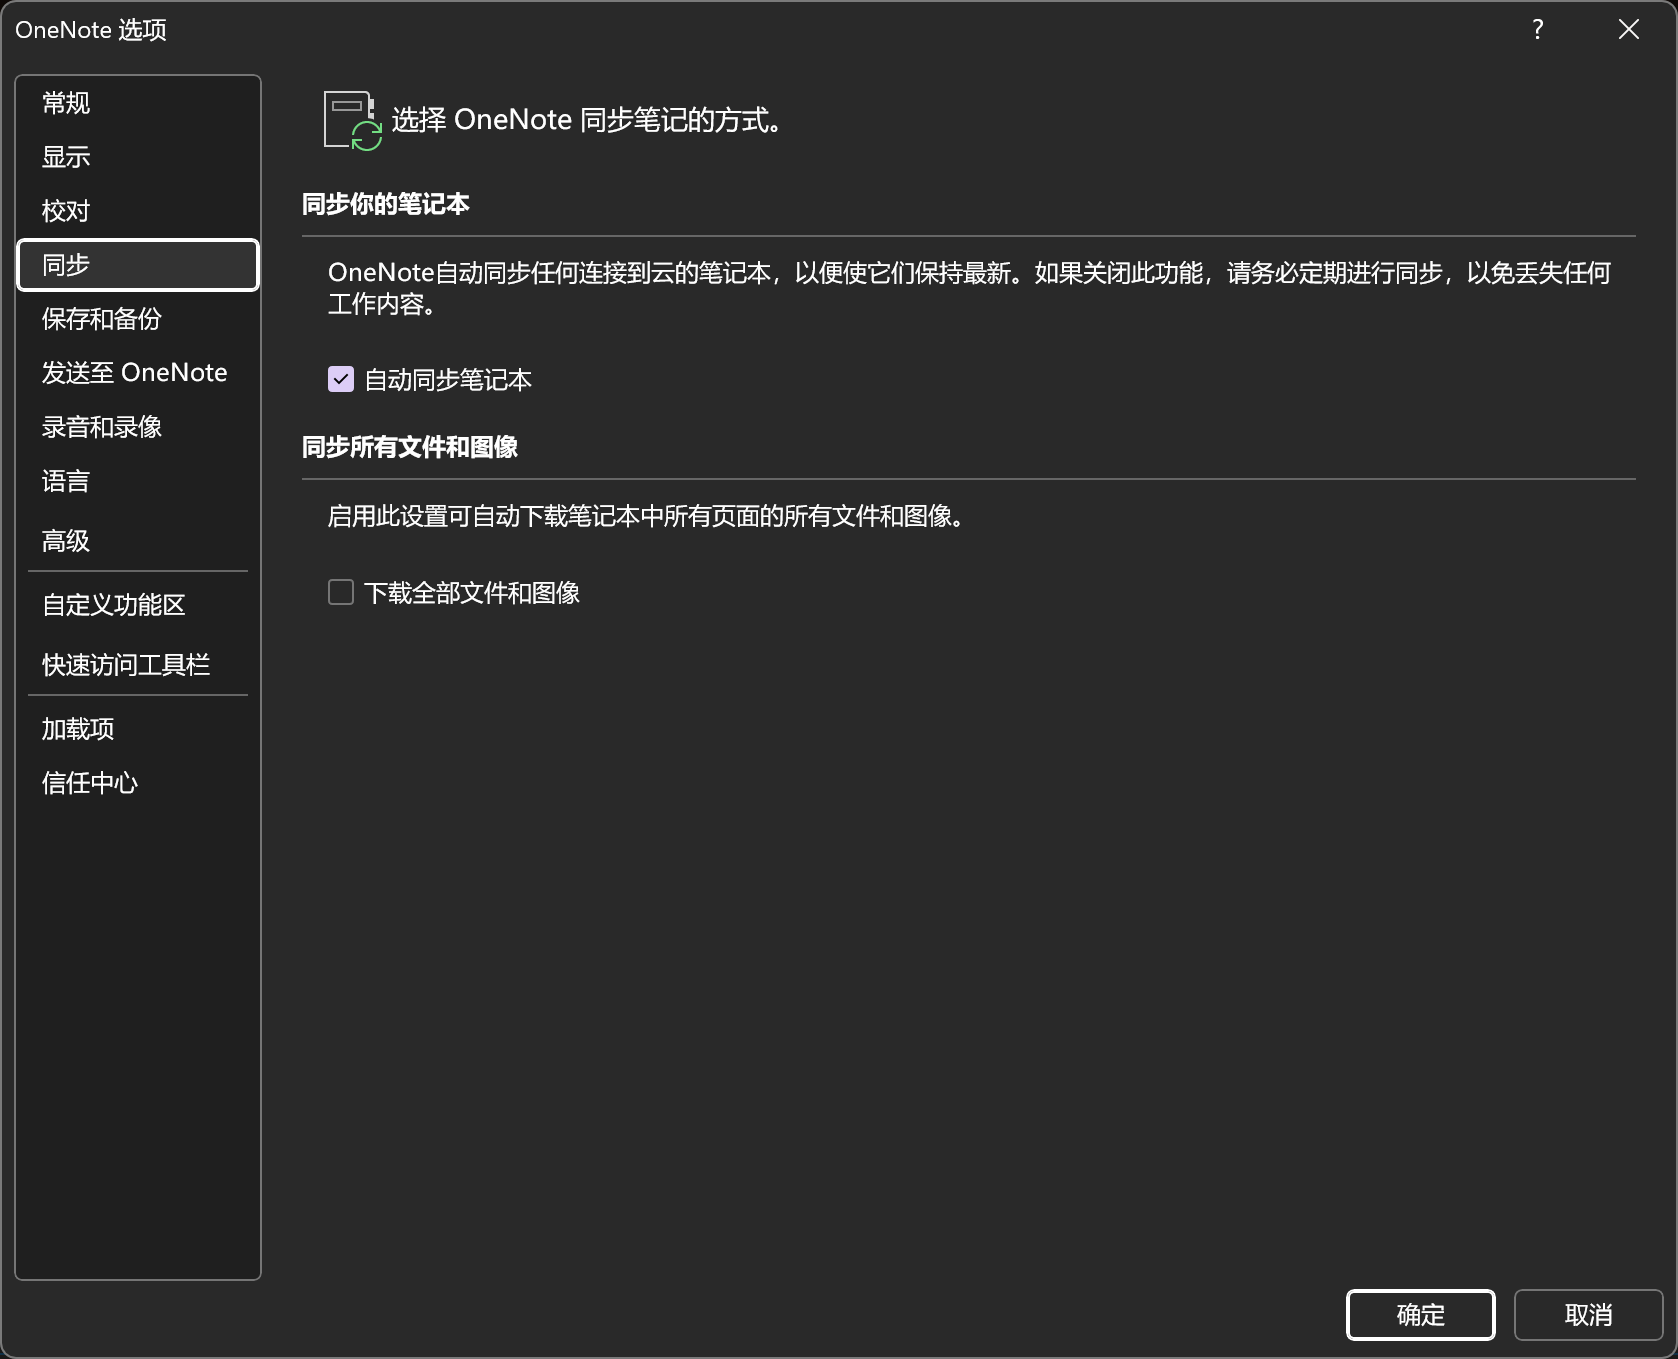 OneNote 选项
?
常规
显示
校对
同步
保存和备份
发送至 OneNote
录音和录像
语言
高级
自定义功能区
快速访问工具栏
加载项
信任中心
选择 OneNote 同步笔记的方式。
同步你的笔记本
OneNote自动同步任何连接到云的笔记本，以便使它们保持最新。如果关闭此功能，请务必定期进行同步，以免丢失任何
工作内容。
自动同步笔记本
同步所有文件和图像
启用此设置可自动下载笔记本中所有页面的所有文件和图像。
下载全部文件和图像
确定
取消